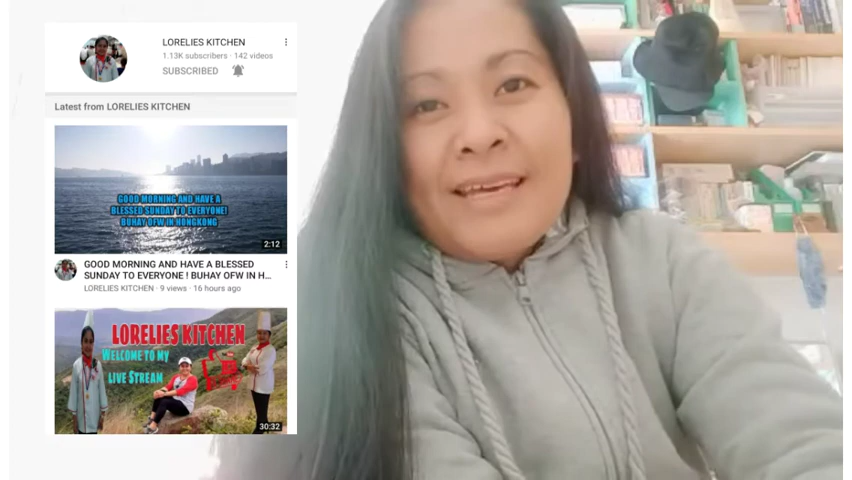 LORELIES KITCHEN
1.13K subscribers · 142 videos
SUBSCRIBED
Latest from LORELIES KITCHEN
GOOD MORNING AND HAVE A
BLESSED SUNDAY TO EVERYONE!
BUHAY OFW IN HONGKONG
2:12
GOOD MORNING AND HAVE A BLESSED
SUNDAY TO EVERYONE ! BUHAY OFW IN H...
LORELIES KITCHEN · 9 views · 16 hours ago
LORELIES KITCHEN
WELCOME TO MY
LIVE STREAM
30:32